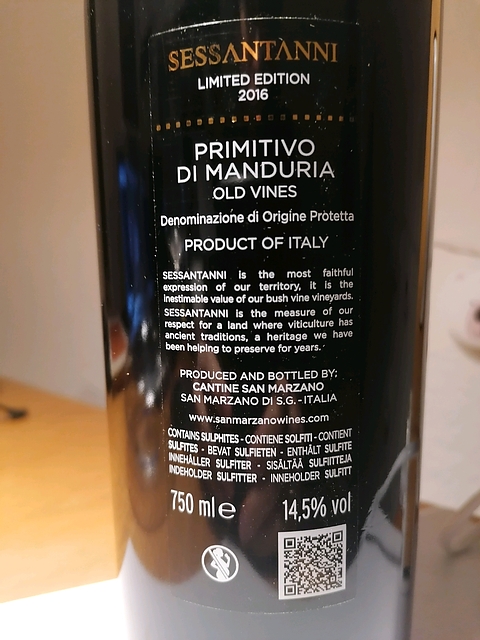 SESSANTANNI
LIMITED EDITION
2016
PRIMITIVO
DI MANDURIA
OLD VINES
Denominazione di Origine Protetta
PRODUCT OF ITALY
SESSANTANNI is the most faithful
expression of our territory, it is the
inestimable value of our bush vine vineyards.
SESSANTANNI is the measure of our
respect for a land where viticulture has
ancient traditions, a heritage we have
been helping to preserve for years.
PRODUCED AND BOTTLED BY:
CANTINE SAN MARZANO
SAN MARZANO DI S.G. - ITALIA
www.sanmarzanowines.com
CONTAINS SULPHITES - CONTIENE SOLFITI - CONTIENT
SULFITES - BEVAT SULFIETEN - ENTHÄLT SULFITE
INNEHÅLLER SULFITER - SISÄLTÄÄ SULFIITTEJA
INDEHOLDER SULFITTER - INNEHOLDER SULFITT
750 ml e 14,5% vol